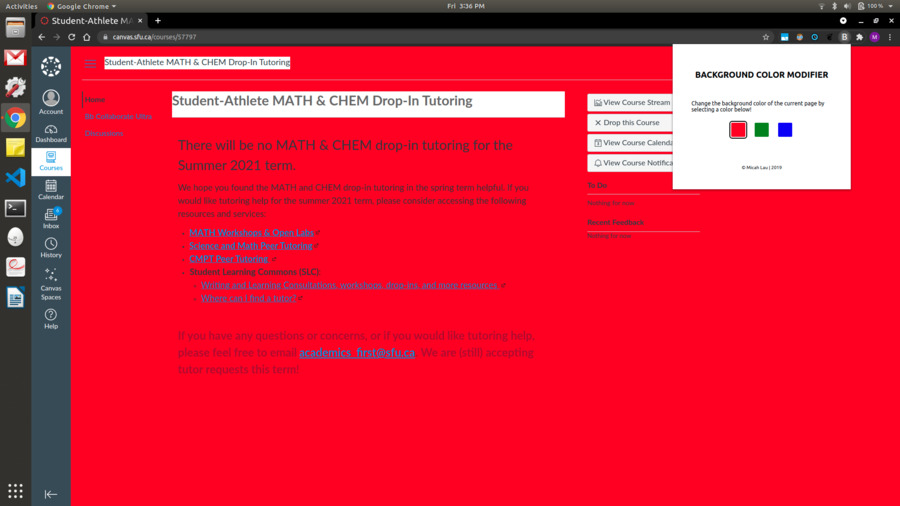 Activities
Google Chrome
Fri 3:36 PM
100 %
Student-Athlete MA
canvas.sfu.ca/courses/57797
B
M
Student-Athlete MATH & CHEM Drop-In Tutoring
Account
Dashboard
Courses
Calendar
4
Inbox
History
Canvas
Spaces
Help
Home
BB Collaborate Ultra
Discussions
Student-Athlete MATH & CHEM Drop-In Tutoring
There will be no MATH & CHEM drop-in tutoring for the
Summer 2021 term.
We hope you found the MATH and CHEM drop-in tutoring in the spring term helpful. If you
would like tutoring help for the summer 2021 term, please consider accessing the following
resources and services:
MATH Workshops & Open Labs
Science and Math Peer Tutoring
CMPT Peer Tutoring
Student Learning Commons (SLC)
Writing and Learning Consultations, workshops, drop-ins, and more resources
Where can I find a tutor?
If you have any questions or concerns, or if you would like tutoring help,
please feel free to email academics_first@sfu.ca. We are (still) accepting
tutor requests this term!
View Course Stream
Drop this Course
View Course Calenda
View Course Notifica
To Do
Nothing for now
Recent Feedback
Nothing for now
BACKGROUND COLOR MODIFIER
Change the background color of the current page by
selecting a color below!
© Micah Lau | 2019